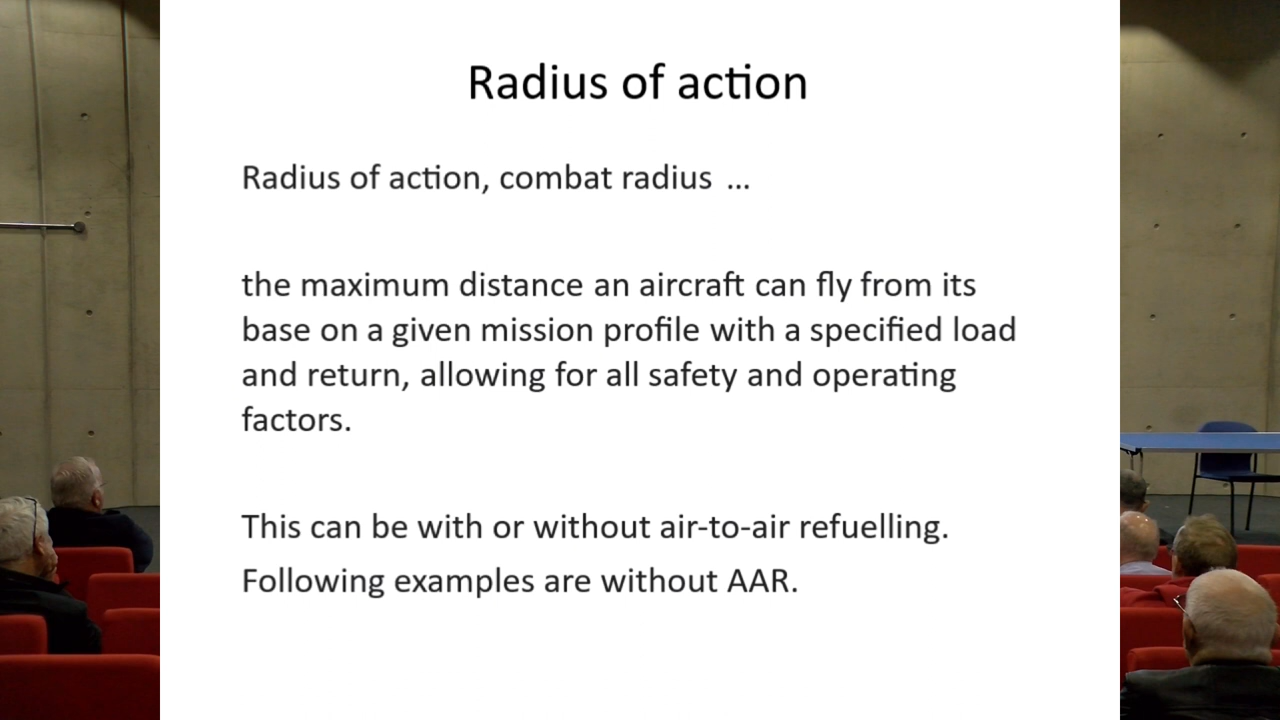 Radius of action
Radius of action, combat radius ...
the maximum distance an aircraft can fly from its
base on a given mission profile with a specified load
and return, allowing for all safety and operating
factors.
This can be with or without air-to-air refuelling.
Following examples are without AAR.